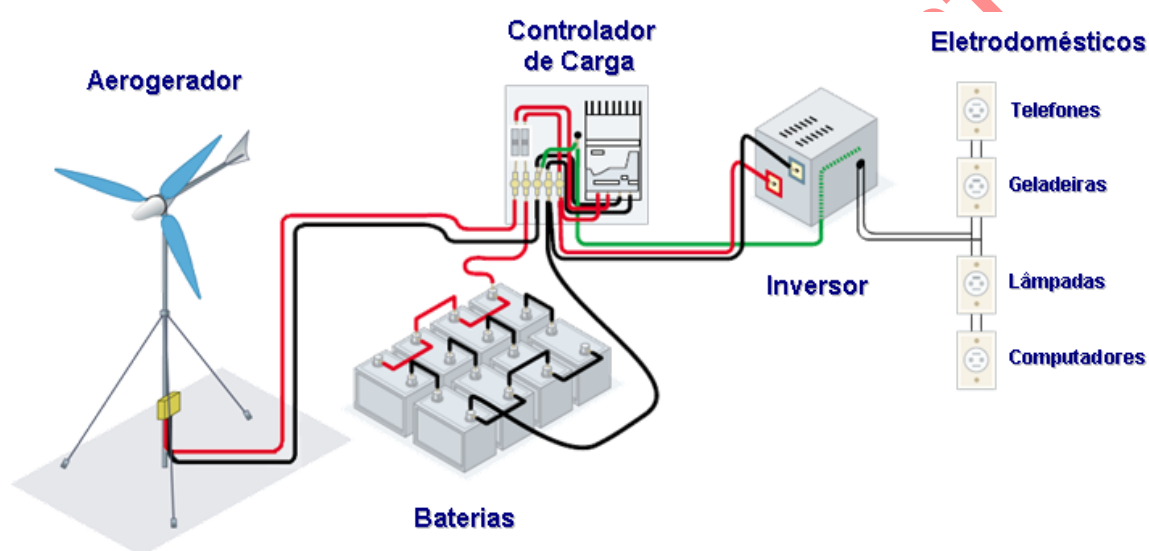 Aerogerador
Controlador
de Carga
Eletrodomésticos
Telefones
Geladeiras
Lâmpadas
Computadores
Inversor
Baterias